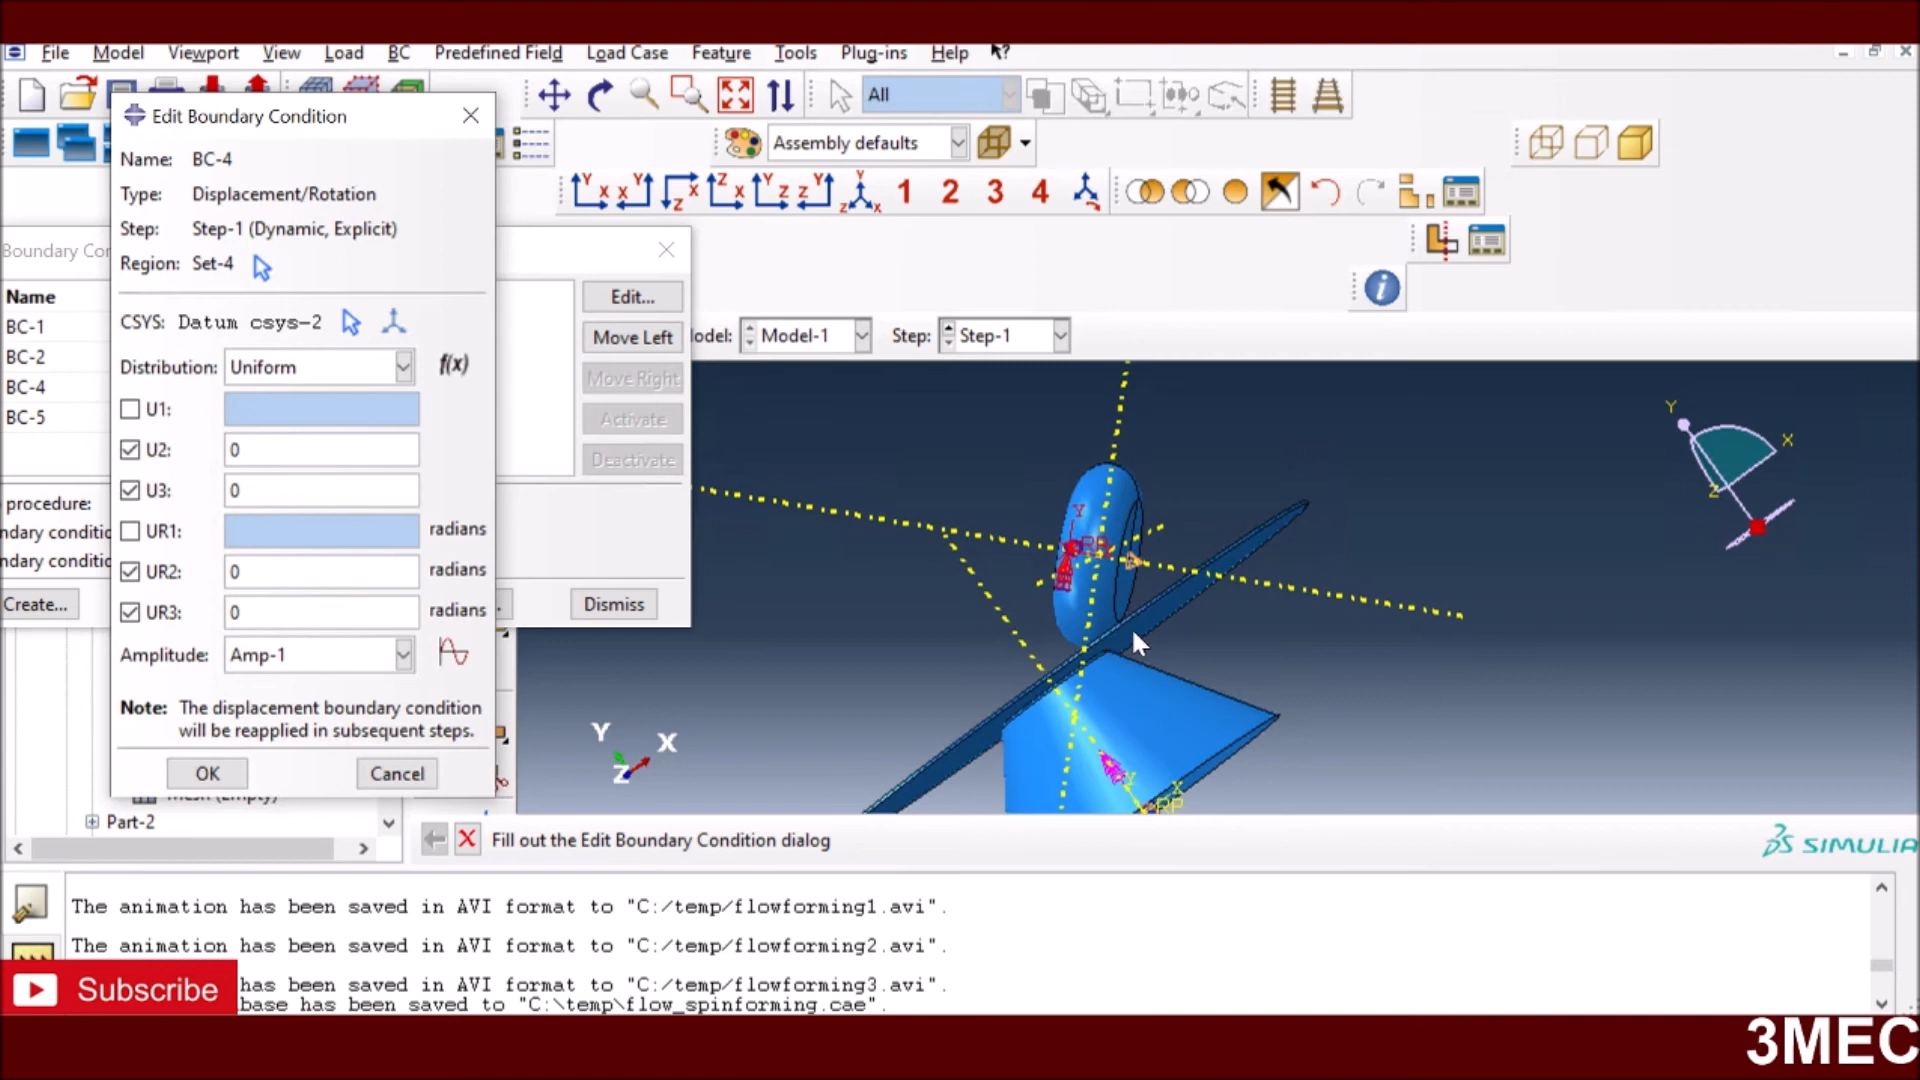 File Model Viewport View Load BC Predefined Field Load Case Feature Tools Plug-ins Help
All
Assembly defaults
1 2 3 4
Edit Boundary Condition
Name: BC-4
Type: Displacement/Rotation
Step: Step-1 (Dynamic, Explicit)
Region: Set-4
CSYS: Datum csys-2
Distribution: Uniform f(x)
U1:
U2: 0
U3: 0
UR1: radians
UR2: 0 radians
UR3: 0 radians
Amplitude: Amp-1
Note: The displacement boundary condition
will be reapplied in subsequent steps.
OK Cancel
Boundary Con
Name
BC-1
BC-2
BC-4
BC-5
procedure:
ndary conditic
ndary conditic
Create...
Edit...
Move Left
Move Right
Activate
Deactivate
Dismiss
odel: Model-1 Step: Step-1
Y
X
Z
Y
RP
Y
X
RP
Y
X
Z
Part-2
Fill out the Edit Boundary Condition dialog
SIMULIA
The animation has been saved in AVI format to "C:/temp/flowforming1.avi".
The animation has been saved in AVI format to "C:/temp/flowforming2.avi".
has been saved in AVI format to "C:/temp/flowforming3.avi".
base has been saved to "C:\temp\flow_spinforming.cae".
Subscribe
3MEC